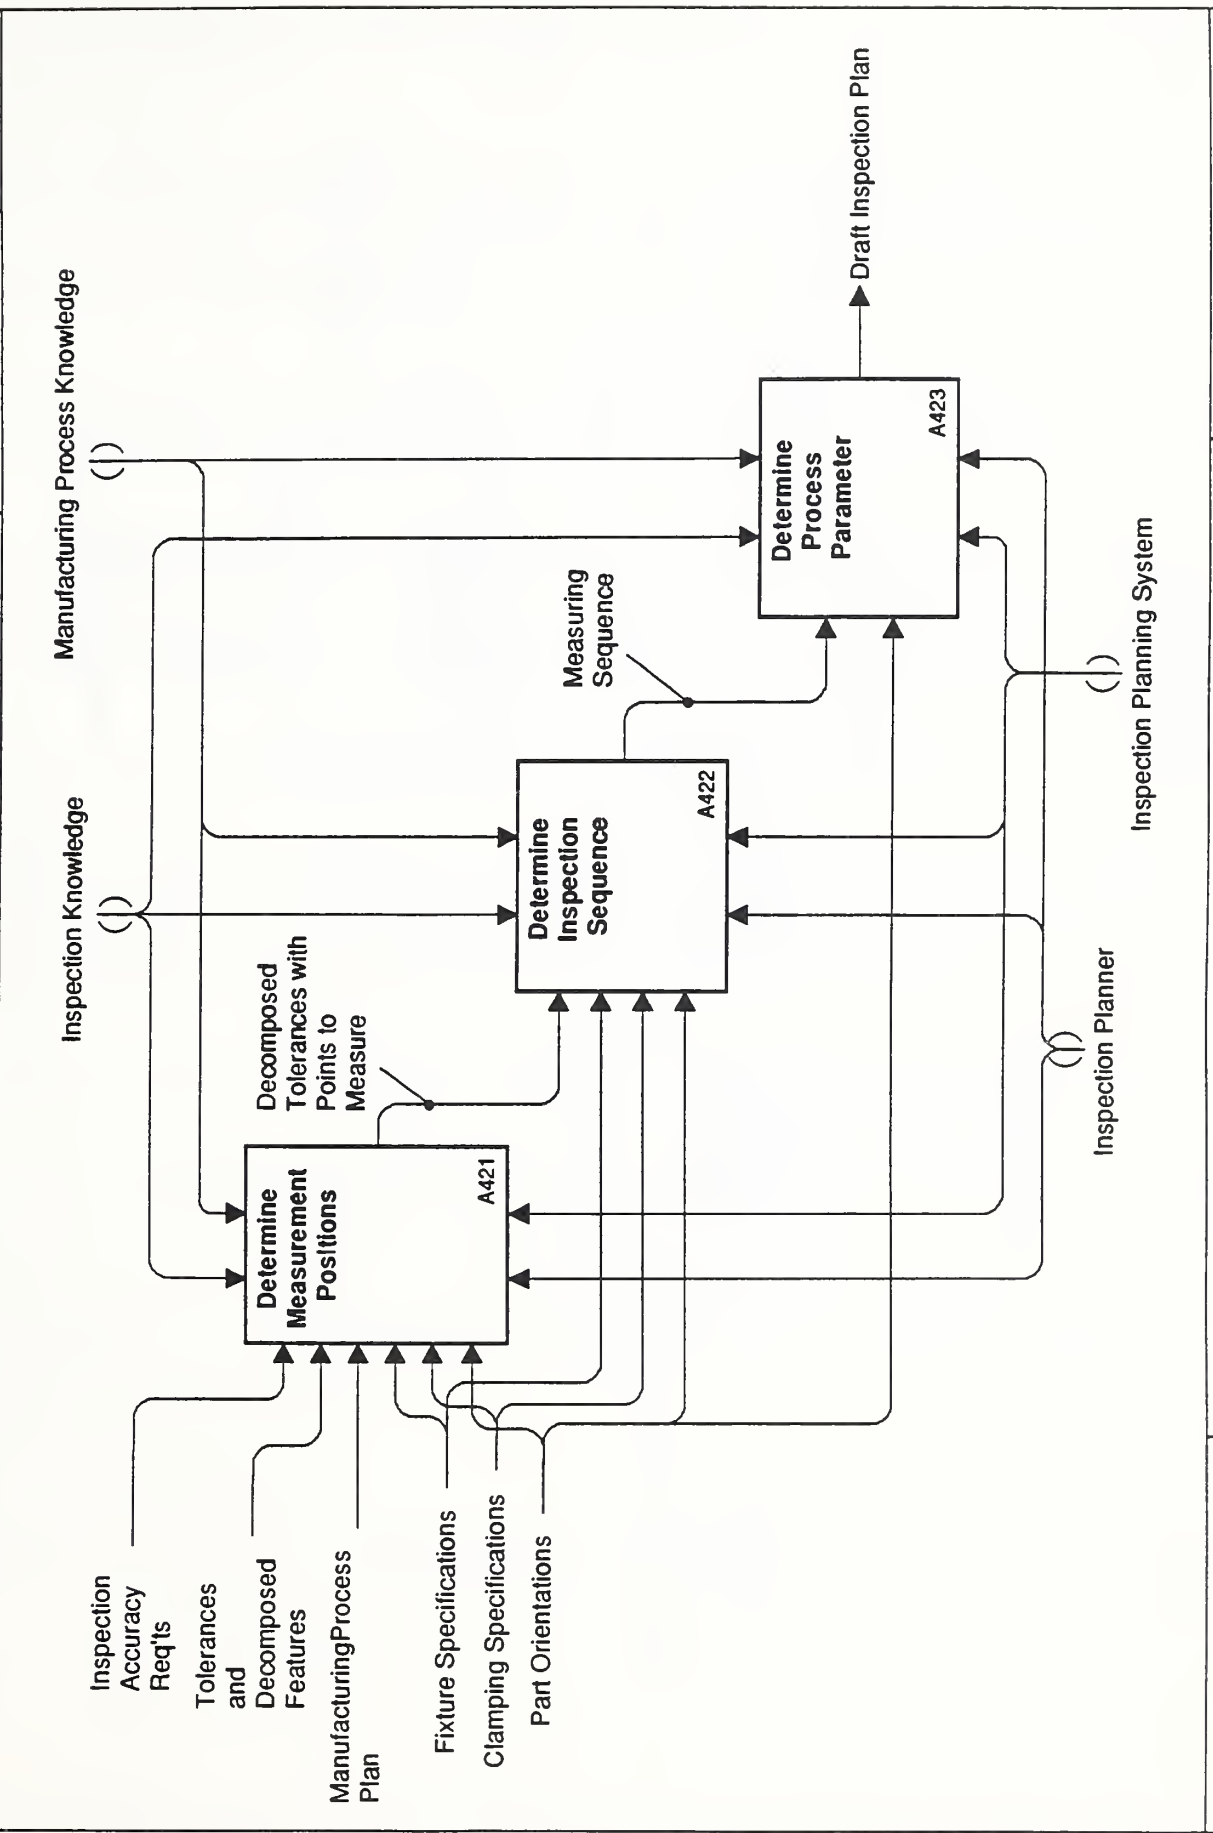 Inspection Knowledge
Manufacturing Process Knowledge
Inspection
Accuracy
Req'ts
Tolerances
and
Decomposed
Features
ManufacturingProcess
Plan
Fixture Specifications
Clamping Specifications
Part Orientations
Determine
Measurement
Positions
A421
Decomposed
Tolerances with
Points to
Measure
Determine
Inspection
Sequence
A422
Measuring
Sequence
Determine
Process
Parameter
A423
Draft Inspection Plan
Inspection Planner
Inspection Planning System